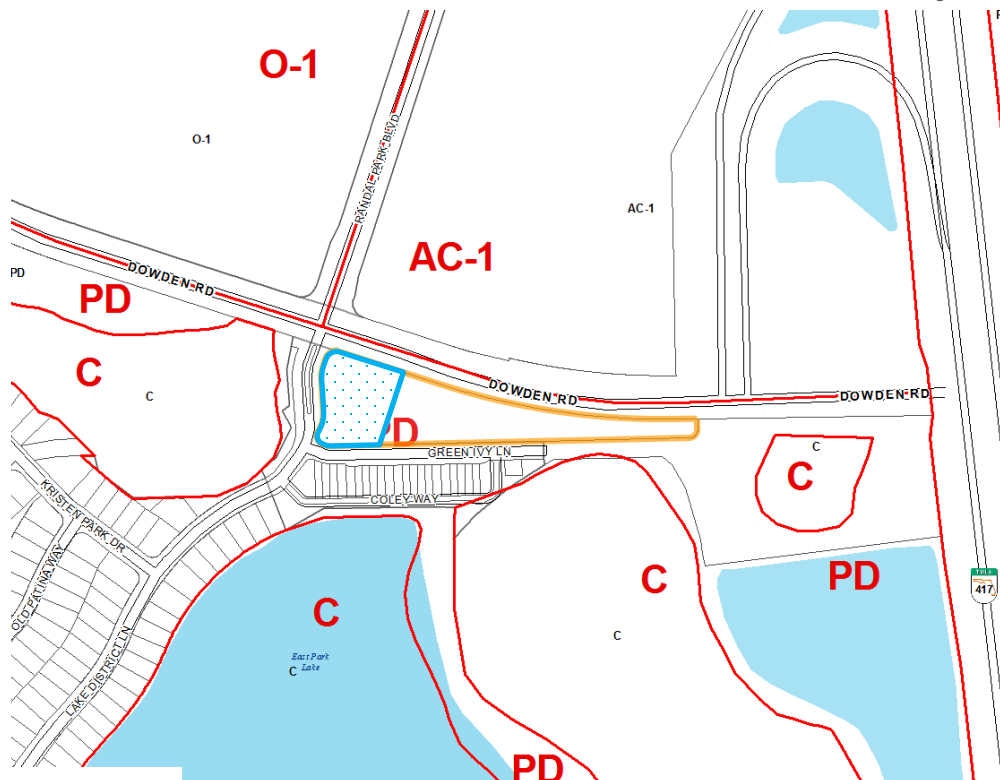 O-1
O-1
RANDAL PARK BLVD
AC-1
AC-1
PD
DOWDEN RD
PD
C
C
DOWDEN RD
DOWDEN RD
PD
GREEN IVY LN
C
C
COLEY WAY
KRISTEN PARK DR
OLD PATINA WAY
LAKE DISTRICT LN
C
East Park
Lake
C
C
C
PD
TOLL
417
PD